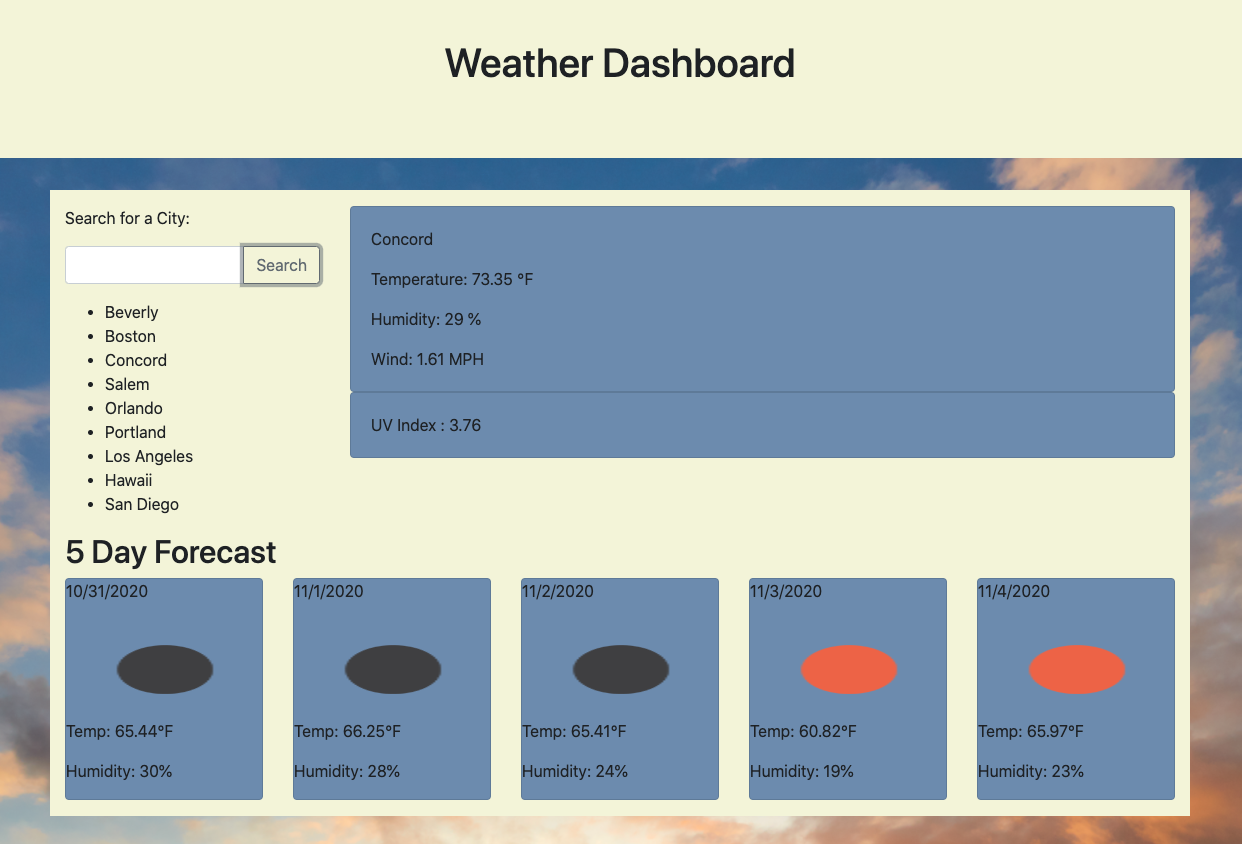 Weather Dashboard
Search for a City:
Search
Beverly
Boston
Concord
Salem
Orlando
Portland
Los Angeles
Hawaii
San Diego
Concord
Temperature: 73.35 °F
Humidity: 29 %
Wind: 1.61 MPH
UV Index : 3.76
5 Day Forecast
10/31/2020
Temp: 65.44°F
Humidity: 30%
11/1/2020
Temp: 66.25°F
Humidity: 28%
11/2/2020
Temp: 65.41°F
Humidity: 24%
11/3/2020
Temp: 60.82°F
Humidity: 19%
11/4/2020
Temp: 65.97°F
Humidity: 23%